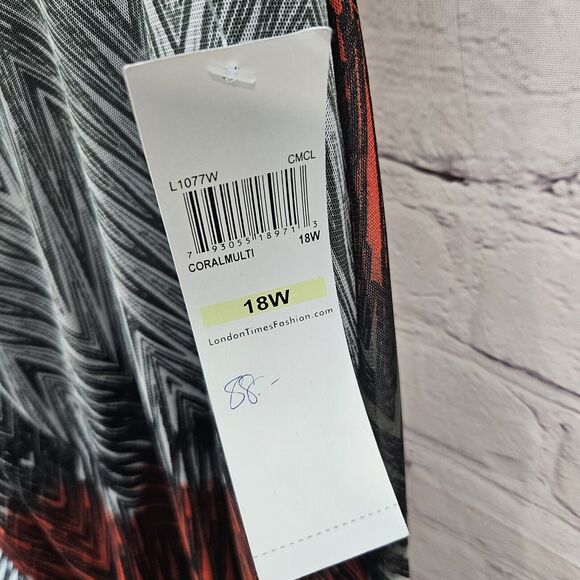 L1077W CMCL
7 93055 18971 3
CORALMULTI 18W
18W
LondonTimesFashion.com
88.-